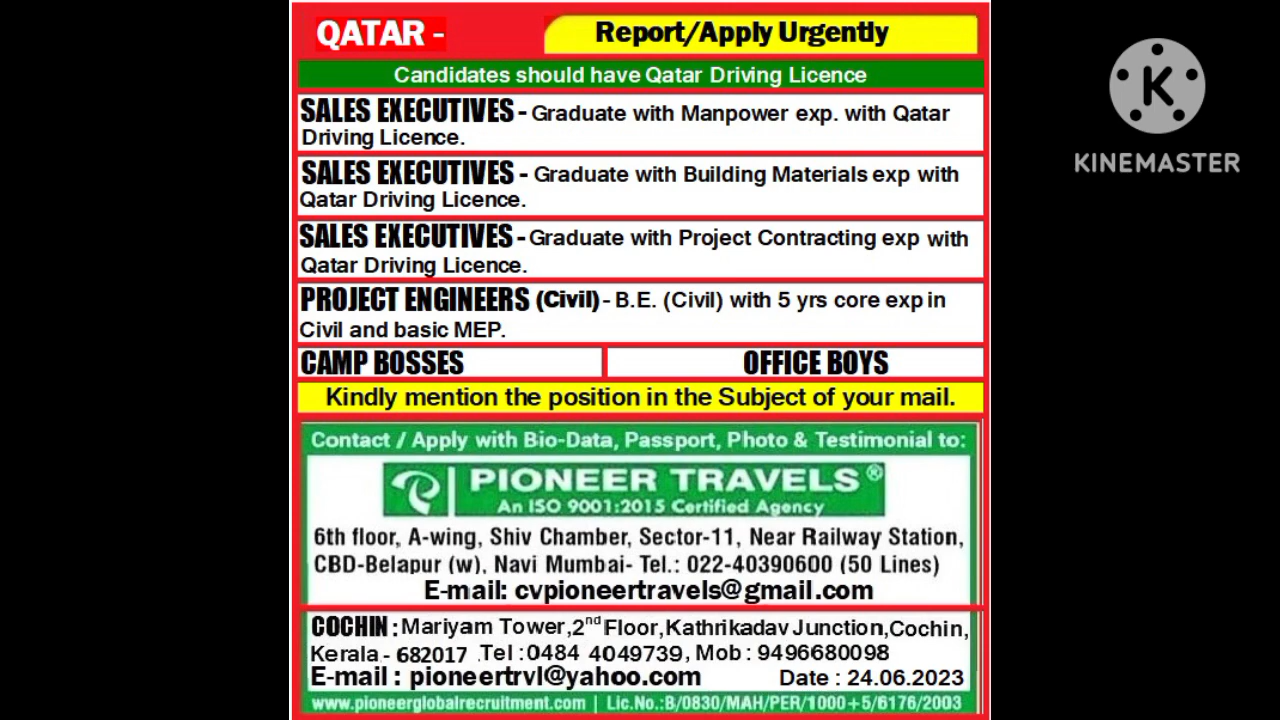 QATAR -
Report/Apply Urgently
Candidates should have Qatar Driving Licence
SALES EXECUTIVES - Graduate with Manpower exp. with Qatar
Driving Licence.
SALES EXECUTIVES - Graduate with Building Materials exp with
Qatar Driving Licence.
SALES EXECUTIVES - Graduate with Project Contracting exp with
Qatar Driving Licence.
PROJECT ENGINEERS (Civil) - B.E. (Civil) with 5 yrs core exp in
Civil and basic MEP.
CAMP BOSSES
OFFICE BOYS
Kindly mention the position in the Subject of your mail.
Contact / Apply with Bio-Data, Passport, Photo & Testimonial to:
PIONEER TRAVELS®
An ISO 9001:2015 Certified Agency
6th floor, A-wing, Shiv Chamber, Sector-11, Near Railway Station,
CBD-Belapur (w), Navi Mumbai- Tel.: 022-40390600 (50 Lines)
E-mail: cvpioneertravels@gmail.com
COCHIN : Mariyam Tower,2nd Floor,Kathrikadav Junction,Cochin,
Kerala - 682017 .Tel : 0484 4049739, Mob : 9496680098
E-mail : pioneertrvl@yahoo.com
Date : 24.06.2023
www.pioneerglobalrecruitment.com | Lic.No.:B/0830/MAH/PER/1000+5/6176/2003
K
KINEMASTER